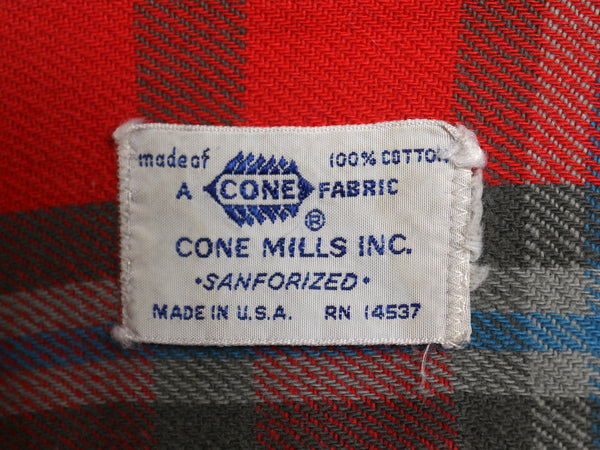 made of 100% COTTON
A CONE FABRIC
®
CONE MILLS INC.
•SANFORIZED•
MADE IN U.S.A. RN 14537